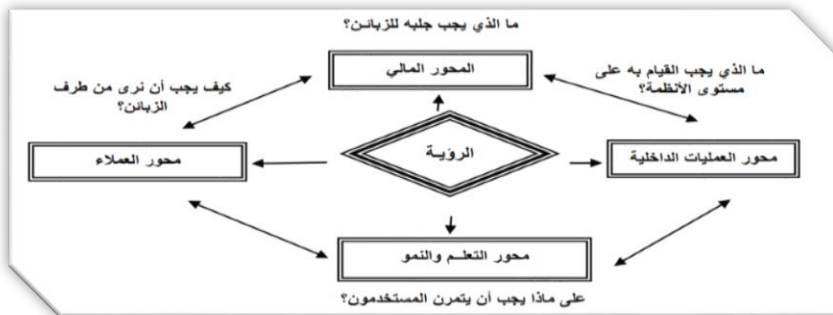 ما الذي يجب جلبه للزبائن؟
المحور المالي
ما الذي يجب القيام به على
مستوى الأنظمة؟
كيف يجب أن نرى من طرف
الزبائن؟
الرؤية
محور العمليات الداخلية
محور العملاء
محور التعلم والنمو
على ماذا يجب أن يتمرن المستخدمون؟